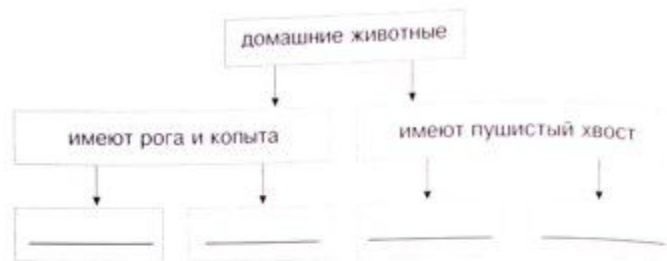 домашние животные
имеют рога и копыта
имеют пушистый хвост